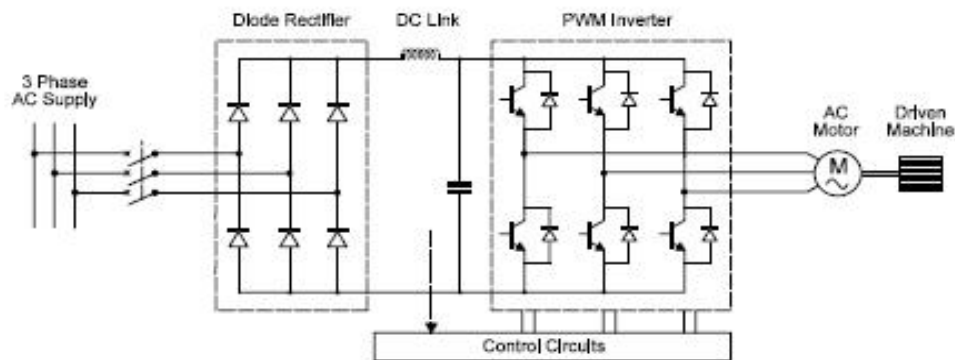 Diode Rectifier
DC Link
PWM Inverter
3 Phase
AC Supply
AC
Motor
Driven
Machine
M
Control Circuits